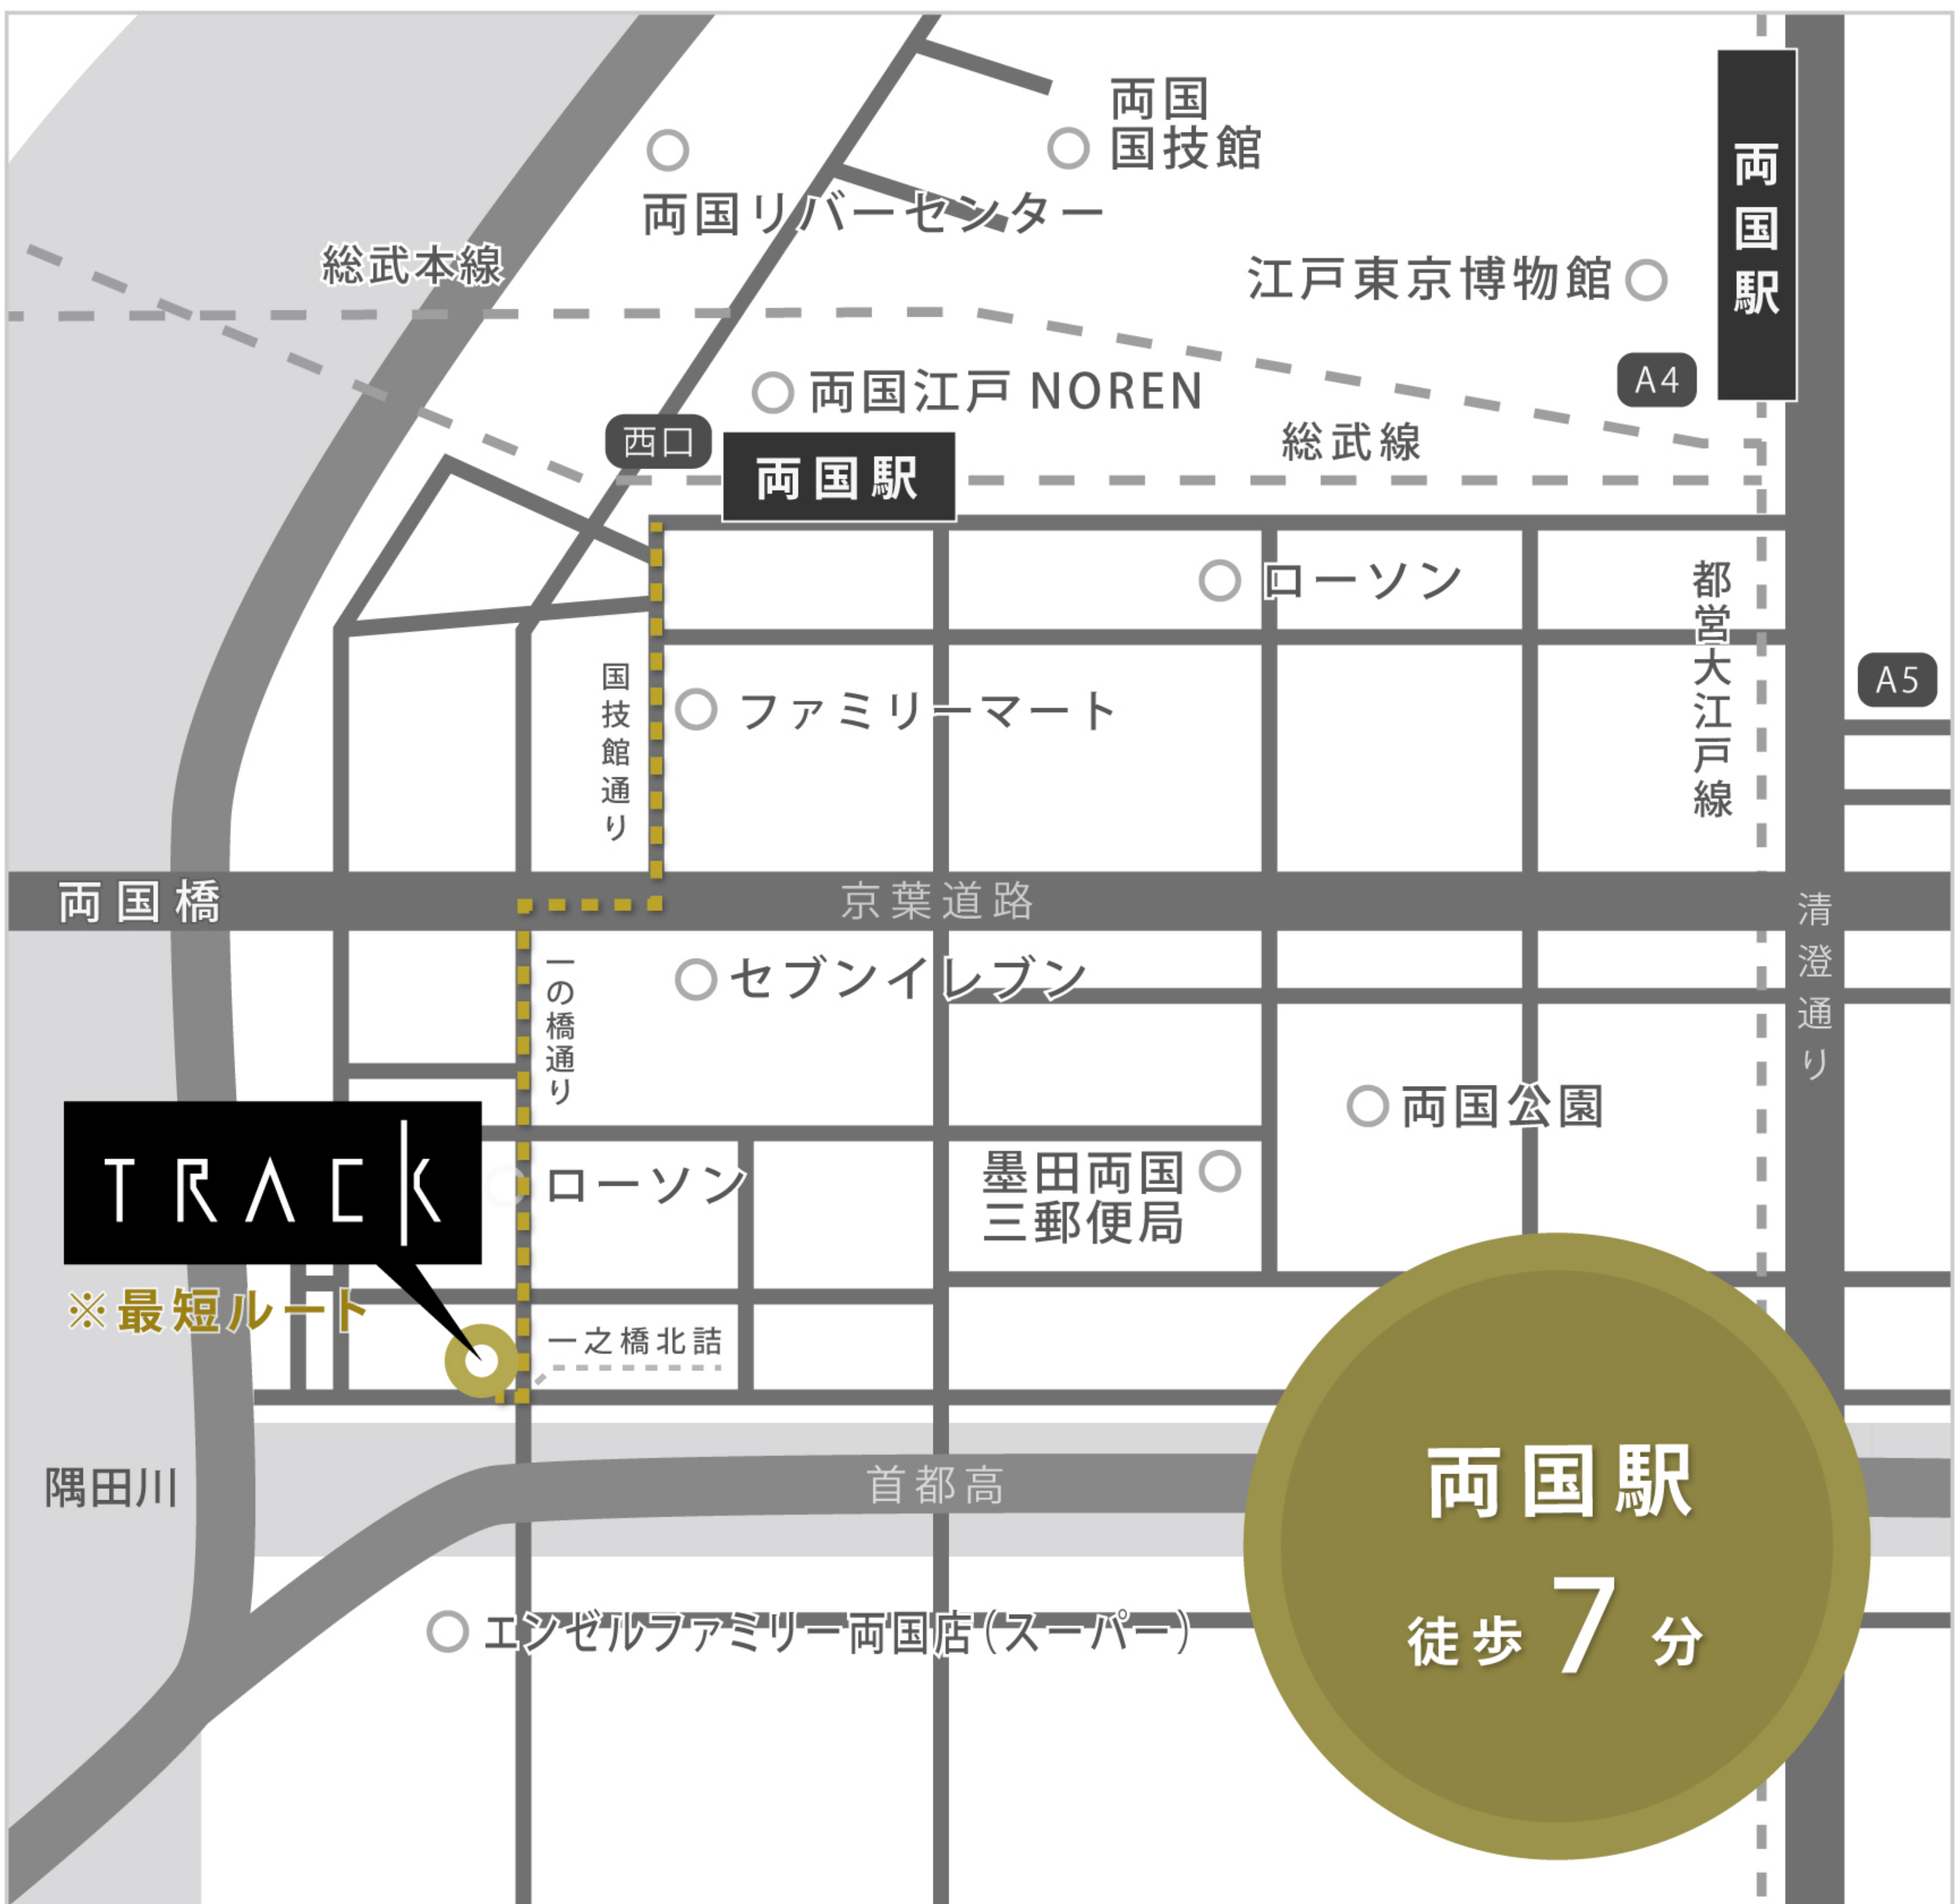 両国
国技館
両国リバーセンター
両国駅
総武本線
江戸東京博物館
A4
両国江戸 NOREN
西口
両国駅
総武線
ローソン
都営大江戸線
国技館通り
ファミリーマート
A5
両国橋
京葉道路
清澄通り
一の橋通り
セブンイレブン
両国公園
TRACK
ローソン
墨田両国
三郵便局
※最短ルート
一之橋北詰
隅田川
首都高
両国駅
徒歩 7 分
エンゼルファミリー両国店(スーパー)